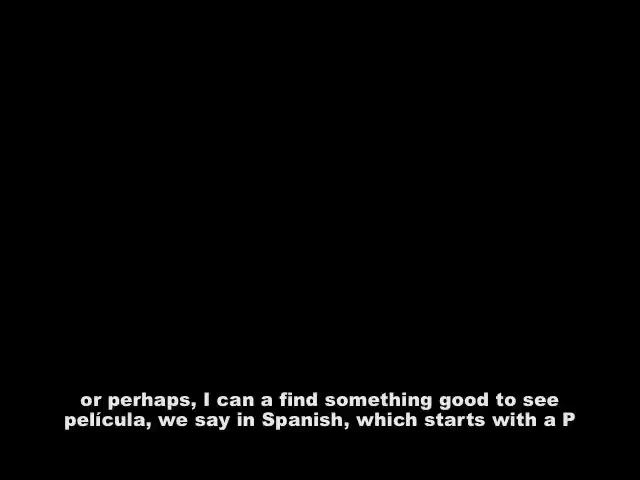 or perhaps, I can a find something good to see
película, we say in Spanish, which starts with a P